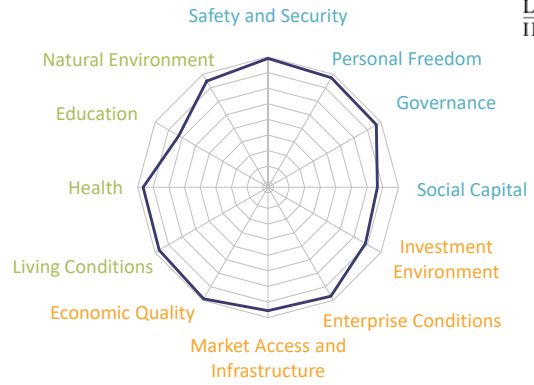 Safety and Security
Personal Freedom
Governance
Social Capital
Investment
Environment
Enterprise Conditions
Market Access and
Infrastructure
Economic Quality
Living Conditions
Health
Education
Natural Environment